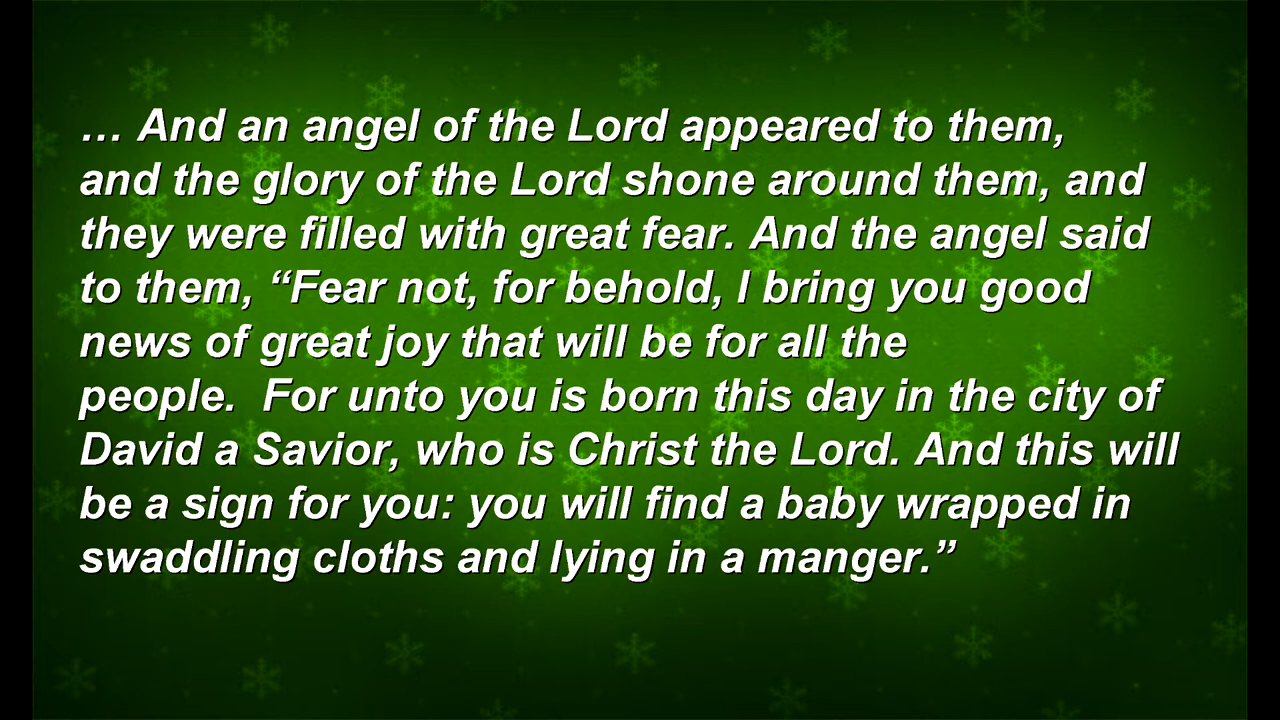 … And an angel of the Lord appeared to them,
and the glory of the Lord shone around them, and
they were filled with great fear. And the angel said
to them, “Fear not, for behold, I bring you good
news of great joy that will be for all the
people.  For unto you is born this day in the city of
David a Savior, who is Christ the Lord. And this will
be a sign for you: you will find a baby wrapped in
swaddling cloths and lying in a manger.”